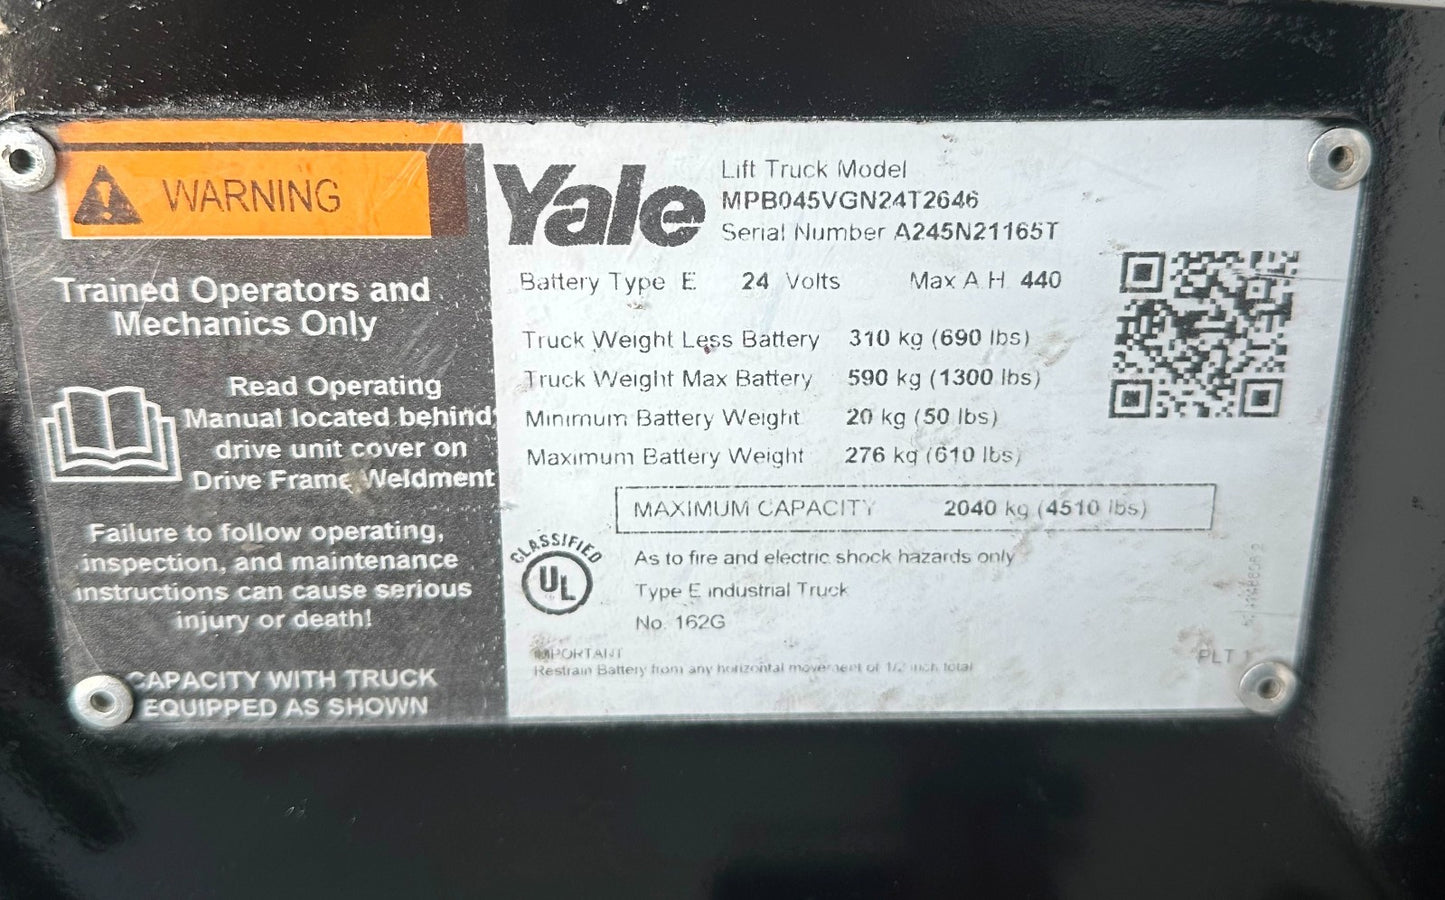 WARNING
Trained Operators and
Mechanics Only
Read Operating
Manual located behind
drive unit cover on
Drive Frame Weldment
Failure to follow operating,
inspection, and maintenance
instructions can cause serious
injury or death!
CAPACITY WITH TRUCK
EQUIPPED AS SHOWN
Yale
Lift Truck Model
MPB045VGN24T2646
Serial Number A245N21165T
Battery Type E 24 Volts Max A.H. 440
Truck Weight Less Battery 310 kg (690 lbs)
Truck Weight Max Battery 590 kg (1300 lbs)
Minimum Battery Weight 20 kg (50 lbs)
Maximum Battery Weight 276 kg (610 lbs)
MAXIMUM CAPACITY 2040 kg (4510 lbs)
CLASSIFIED
UL
As to fire and electric shock hazards only
Type E industrial Truck
No. 162G
IMPORTANT
Restrain Battery from any horizontal movement of 1/2 inch total
PLT 1